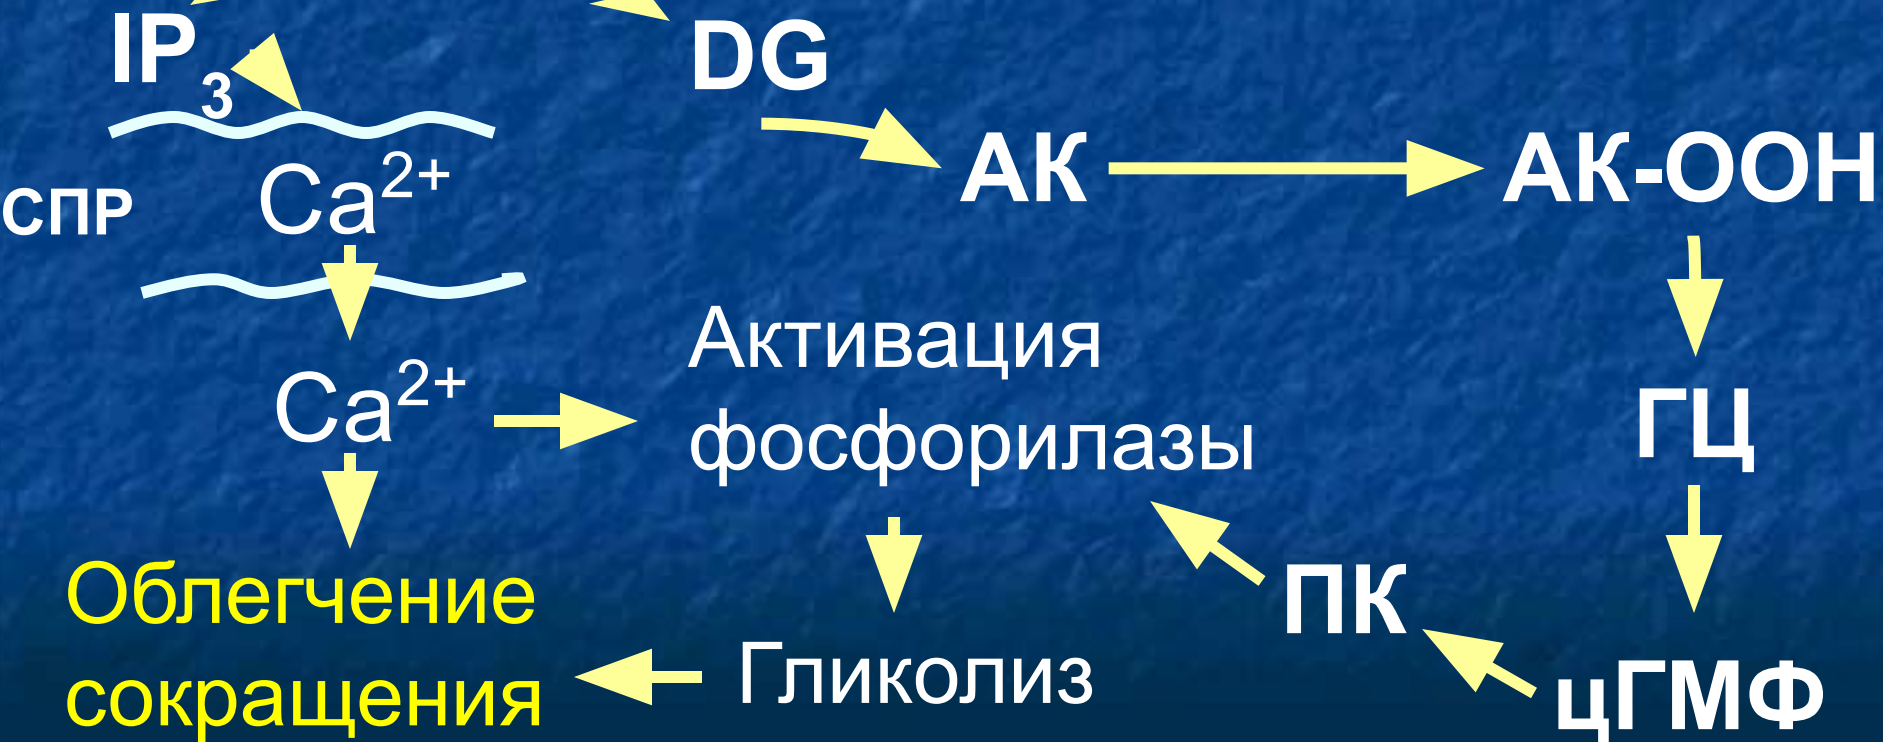 IP₃
DG
АК
АК-ООН
СПР
Ca²⁺
Ca²⁺
Активация
фосфорилазы
ГЦ
Облегчение
сокращения
Гликолиз
ПК
цГМФ